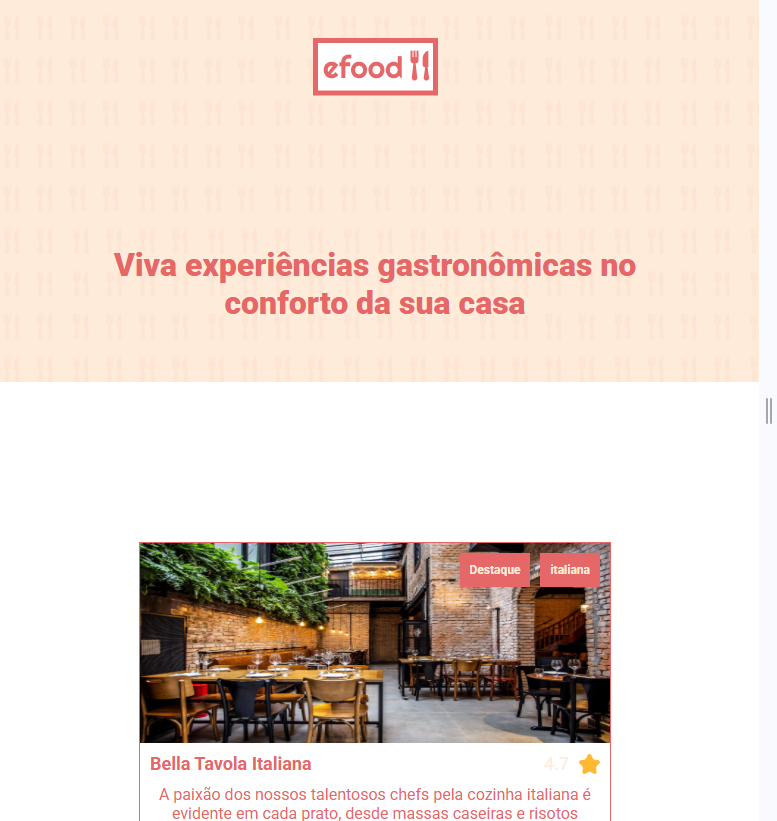 efood
Viva experiências gastronômicas no
conforto da sua casa
Destaque
italiana
Bella Tavola Italiana
4.7
A paixão dos nossos talentosos chefs pela cozinha italiana é
evidente em cada prato, desde massas caseiras e risotos